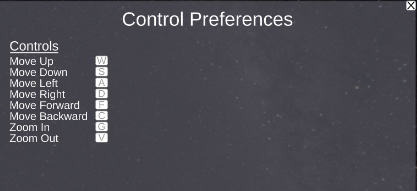 X
Control Preferences
Controls
Move Up W
Move Down S
Move Left A
Move Right D
Move Forward F
Move Backward C
Zoom In G
Zoom Out V